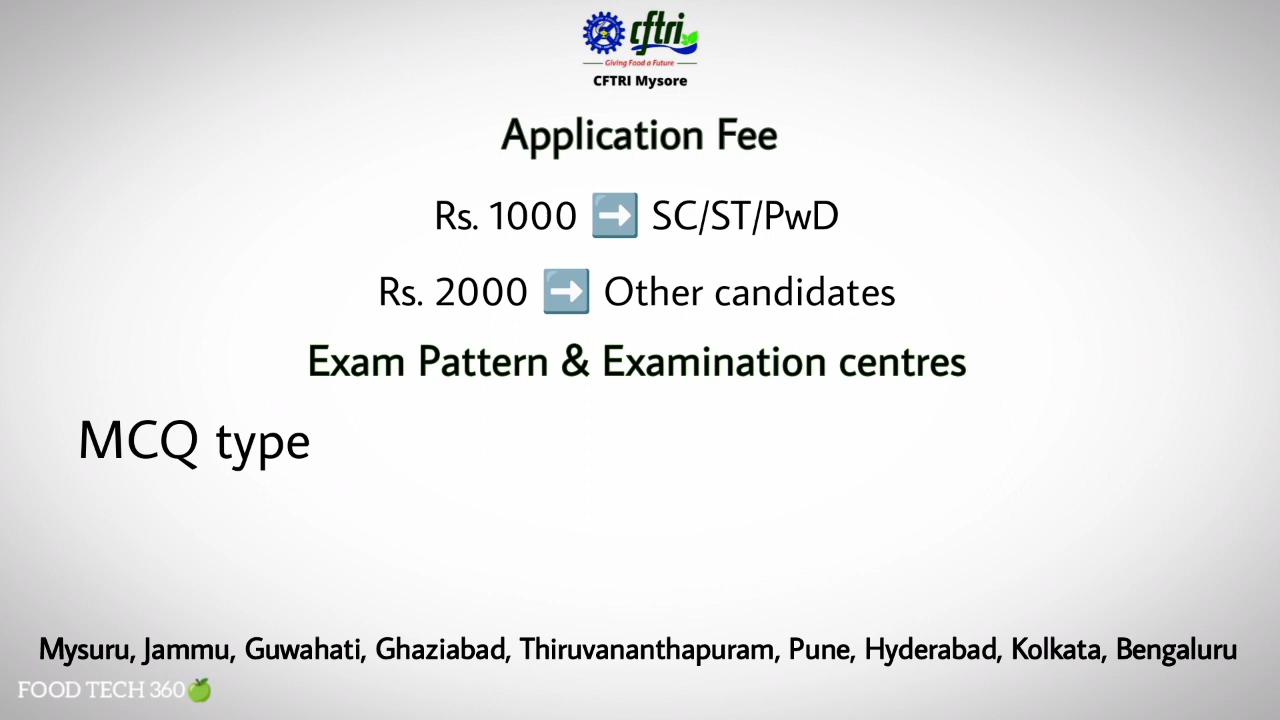 cftri
Giving Food a Future
CFTRI Mysore
Application Fee
Rs. 1000 ➡️ SC/ST/PwD
Rs. 2000 ➡️ Other candidates
Exam Pattern & Examination centres
MCQ type
Mysuru, Jammu, Guwahati, Ghaziabad, Thiruvananthapuram, Pune, Hyderabad, Kolkata, Bengaluru
FOOD TECH 360🍏